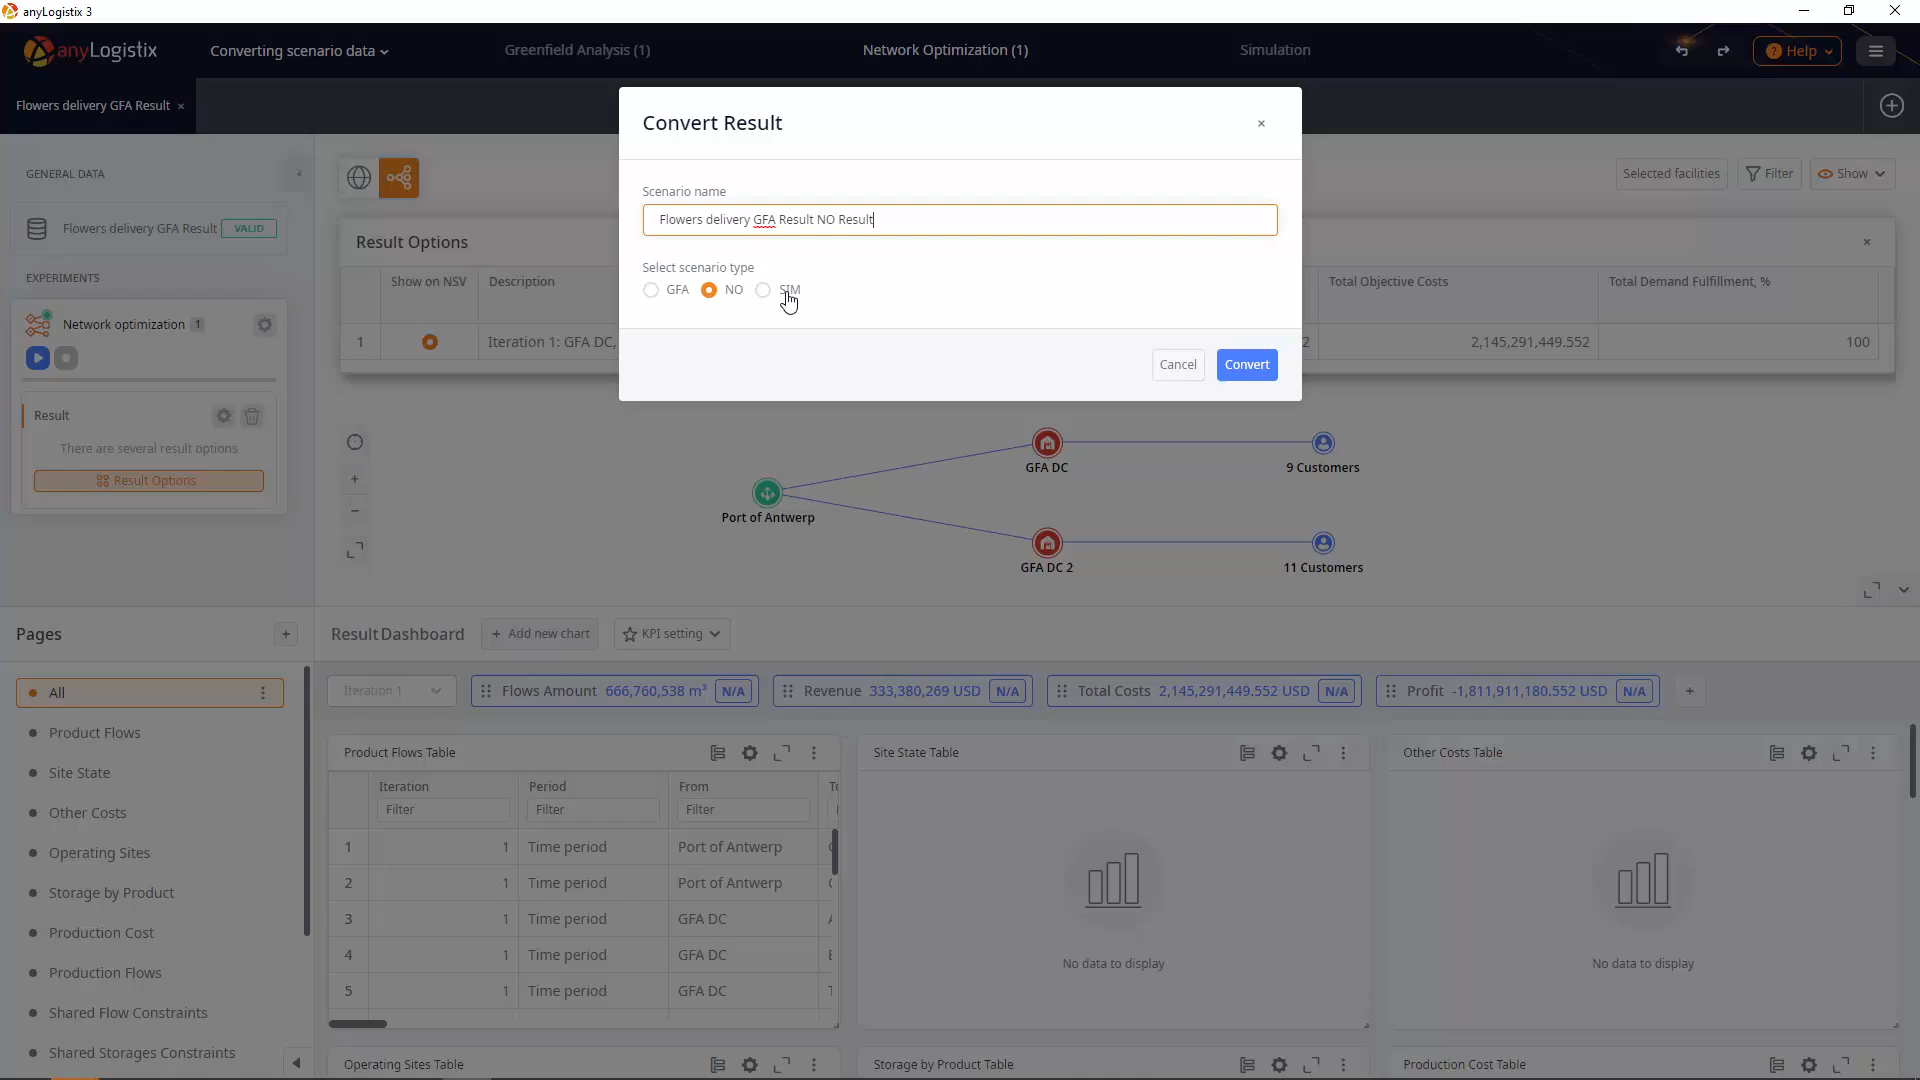 anyLogistix 3
anyLogistix
Converting scenario data
Greenfield Analysis (1)
Network Optimization (1)
Simulation
Help
Flowers delivery GFA Result ×
Convert Result
×
Scenario name
Flowers delivery GFA Result NO Result
Select scenario type
GFA
NO
SIM
Cancel
Convert
GENERAL DATA
Flowers delivery GFA Result
VALID
EXPERIMENTS
Network optimization 1
Result
There are several result options
Result Options
Selected facilities
Filter
Show
Result Options
×
Show on NSV
Description
Total Objective Costs
Total Demand Fulfillment, %
1
Iteration 1: GFA DC,
2
2,145,291,449.552
100
GFA DC
9 Customers
Port of Antwerp
GFA DC 2
11 Customers
Pages
+
Result Dashboard
+ Add new chart
KPI setting
All
Product Flows
Site State
Other Costs
Operating Sites
Storage by Product
Production Cost
Production Flows
Shared Flow Constraints
Shared Storages Constraints
Iteration 1
Flows Amount 666,760,538 m³ N/A
Revenue 333,380,269 USD N/A
Total Costs 2,145,291,449.552 USD N/A
Profit -1,811,911,180.552 USD N/A
+
Product Flows Table
Iteration
Period
From
Filter
Filter
Filter
1 1 Time period Port of Antwerp
2 1 Time period Port of Antwerp
3 1 Time period GFA DC
4 1 Time period GFA DC
5 1 Time period GFA DC
Site State Table
No data to display
Other Costs Table
No data to display
Operating Sites Table
Storage by Product Table
Production Cost Table